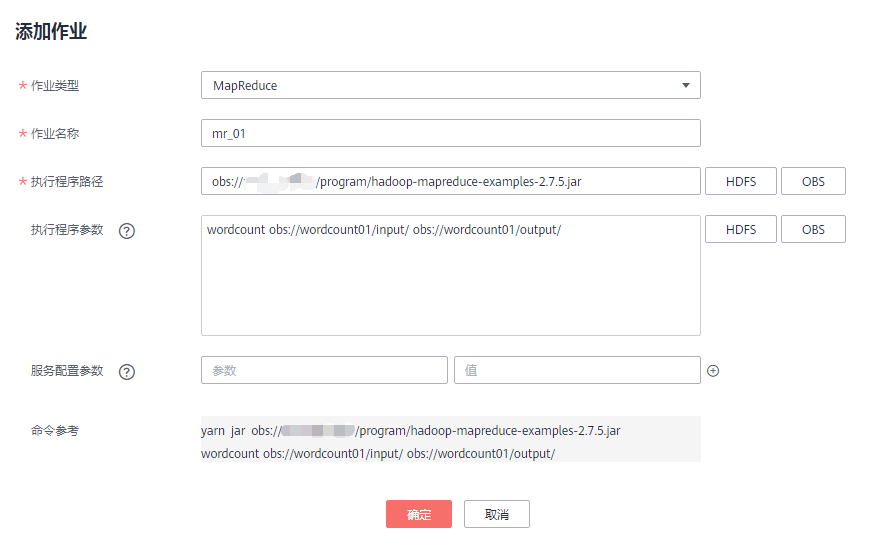 添加作业
* 作业类型 MapReduce
* 作业名称 mr_01
* 执行程序路径 obs:// /program/hadoop-mapreduce-examples-2.7.5.jar HDFS OBS
执行程序参数 ? wordcount obs://wordcount01/input/ obs://wordcount01/output/ HDFS OBS
服务配置参数 ? 参数 值
命令参考 yarn jar obs:// /program/hadoop-mapreduce-examples-2.7.5.jar
wordcount obs://wordcount01/input/ obs://wordcount01/output/
确定 取消